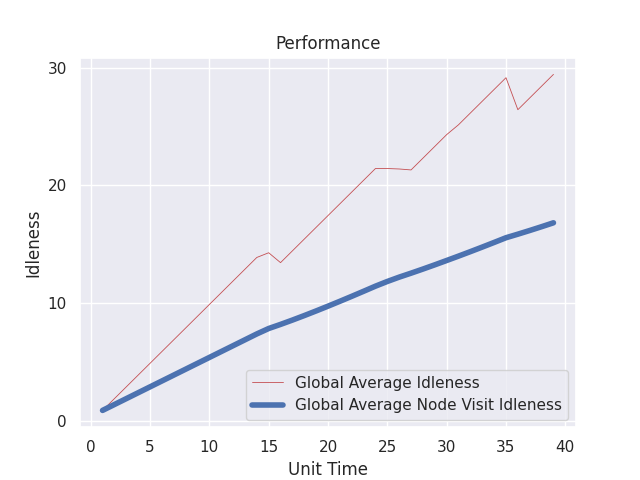 Performance
30
20
10
0
Idleness
Global Average Idleness
Global Average Node Visit Idleness
0 5 10 15 20 25 30 35 40
Unit Time